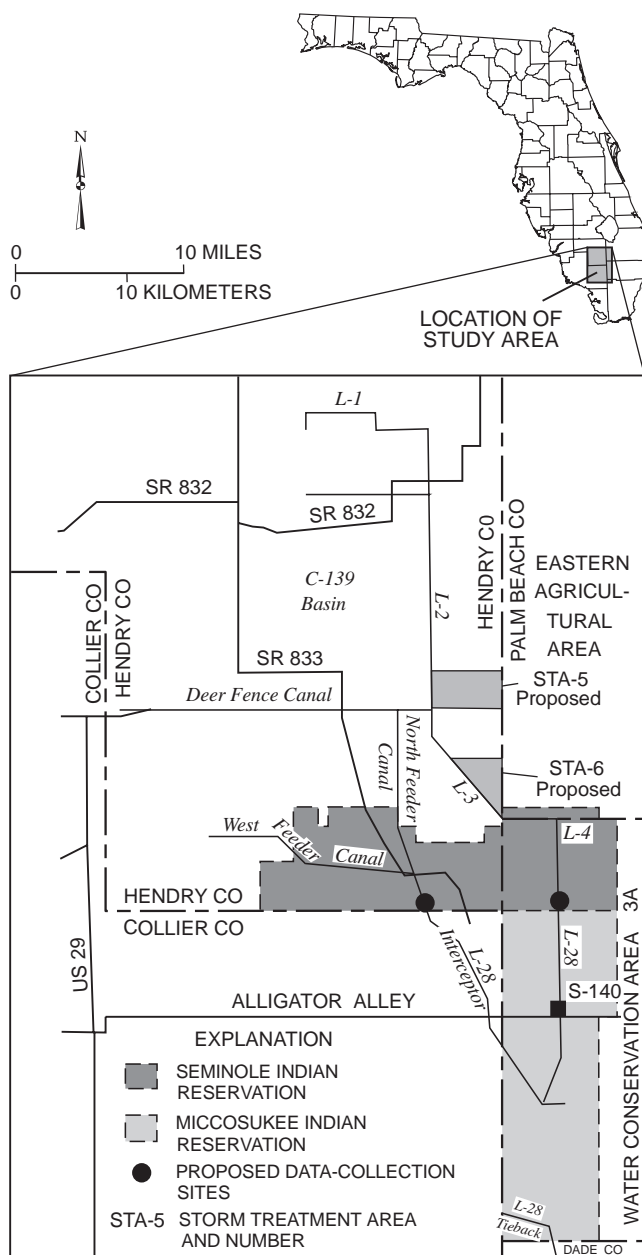 N
0 10 MILES
0 10 KILOMETERS
LOCATION OF
STUDY AREA
L-1
SR 832
SR 832
HENDRY C0
PALM BEACH CO
EASTERN
AGRICUL-
TURAL
AREA
C-139
Basin
L-2
COLLIER CO
HENDRY CO
SR 833
STA-5
Proposed
Deer Fence Canal
North Feeder
Canal
STA-6
Proposed
L-3
West
Feeder
Canal
L-4
HENDRY CO
COLLIER CO
US 29
L-28
Interceptor
L-28
WATER CONSERVATION AREA 3A
S-140
ALLIGATOR ALLEY
EXPLANATION
SEMINOLE INDIAN
RESERVATION
MICCOSUKEE INDIAN
RESERVATION
PROPOSED DATA-COLLECTION
SITES
STA-5 STORM TREATMENT AREA
AND NUMBER
L-28
Tieback
DADE CO